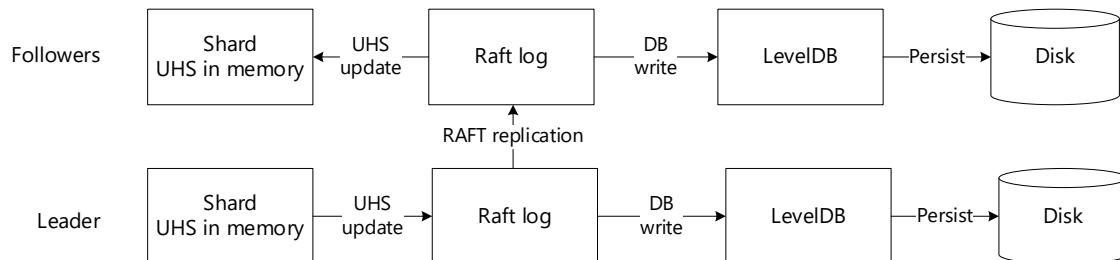 Followers
Shard
UHS in memory
UHS
update
Raft log
DB
write
LevelDB
Persist
Disk
RAFT replication
Leader
Shard
UHS in memory
UHS
update
Raft log
DB
write
LevelDB
Persist
Disk